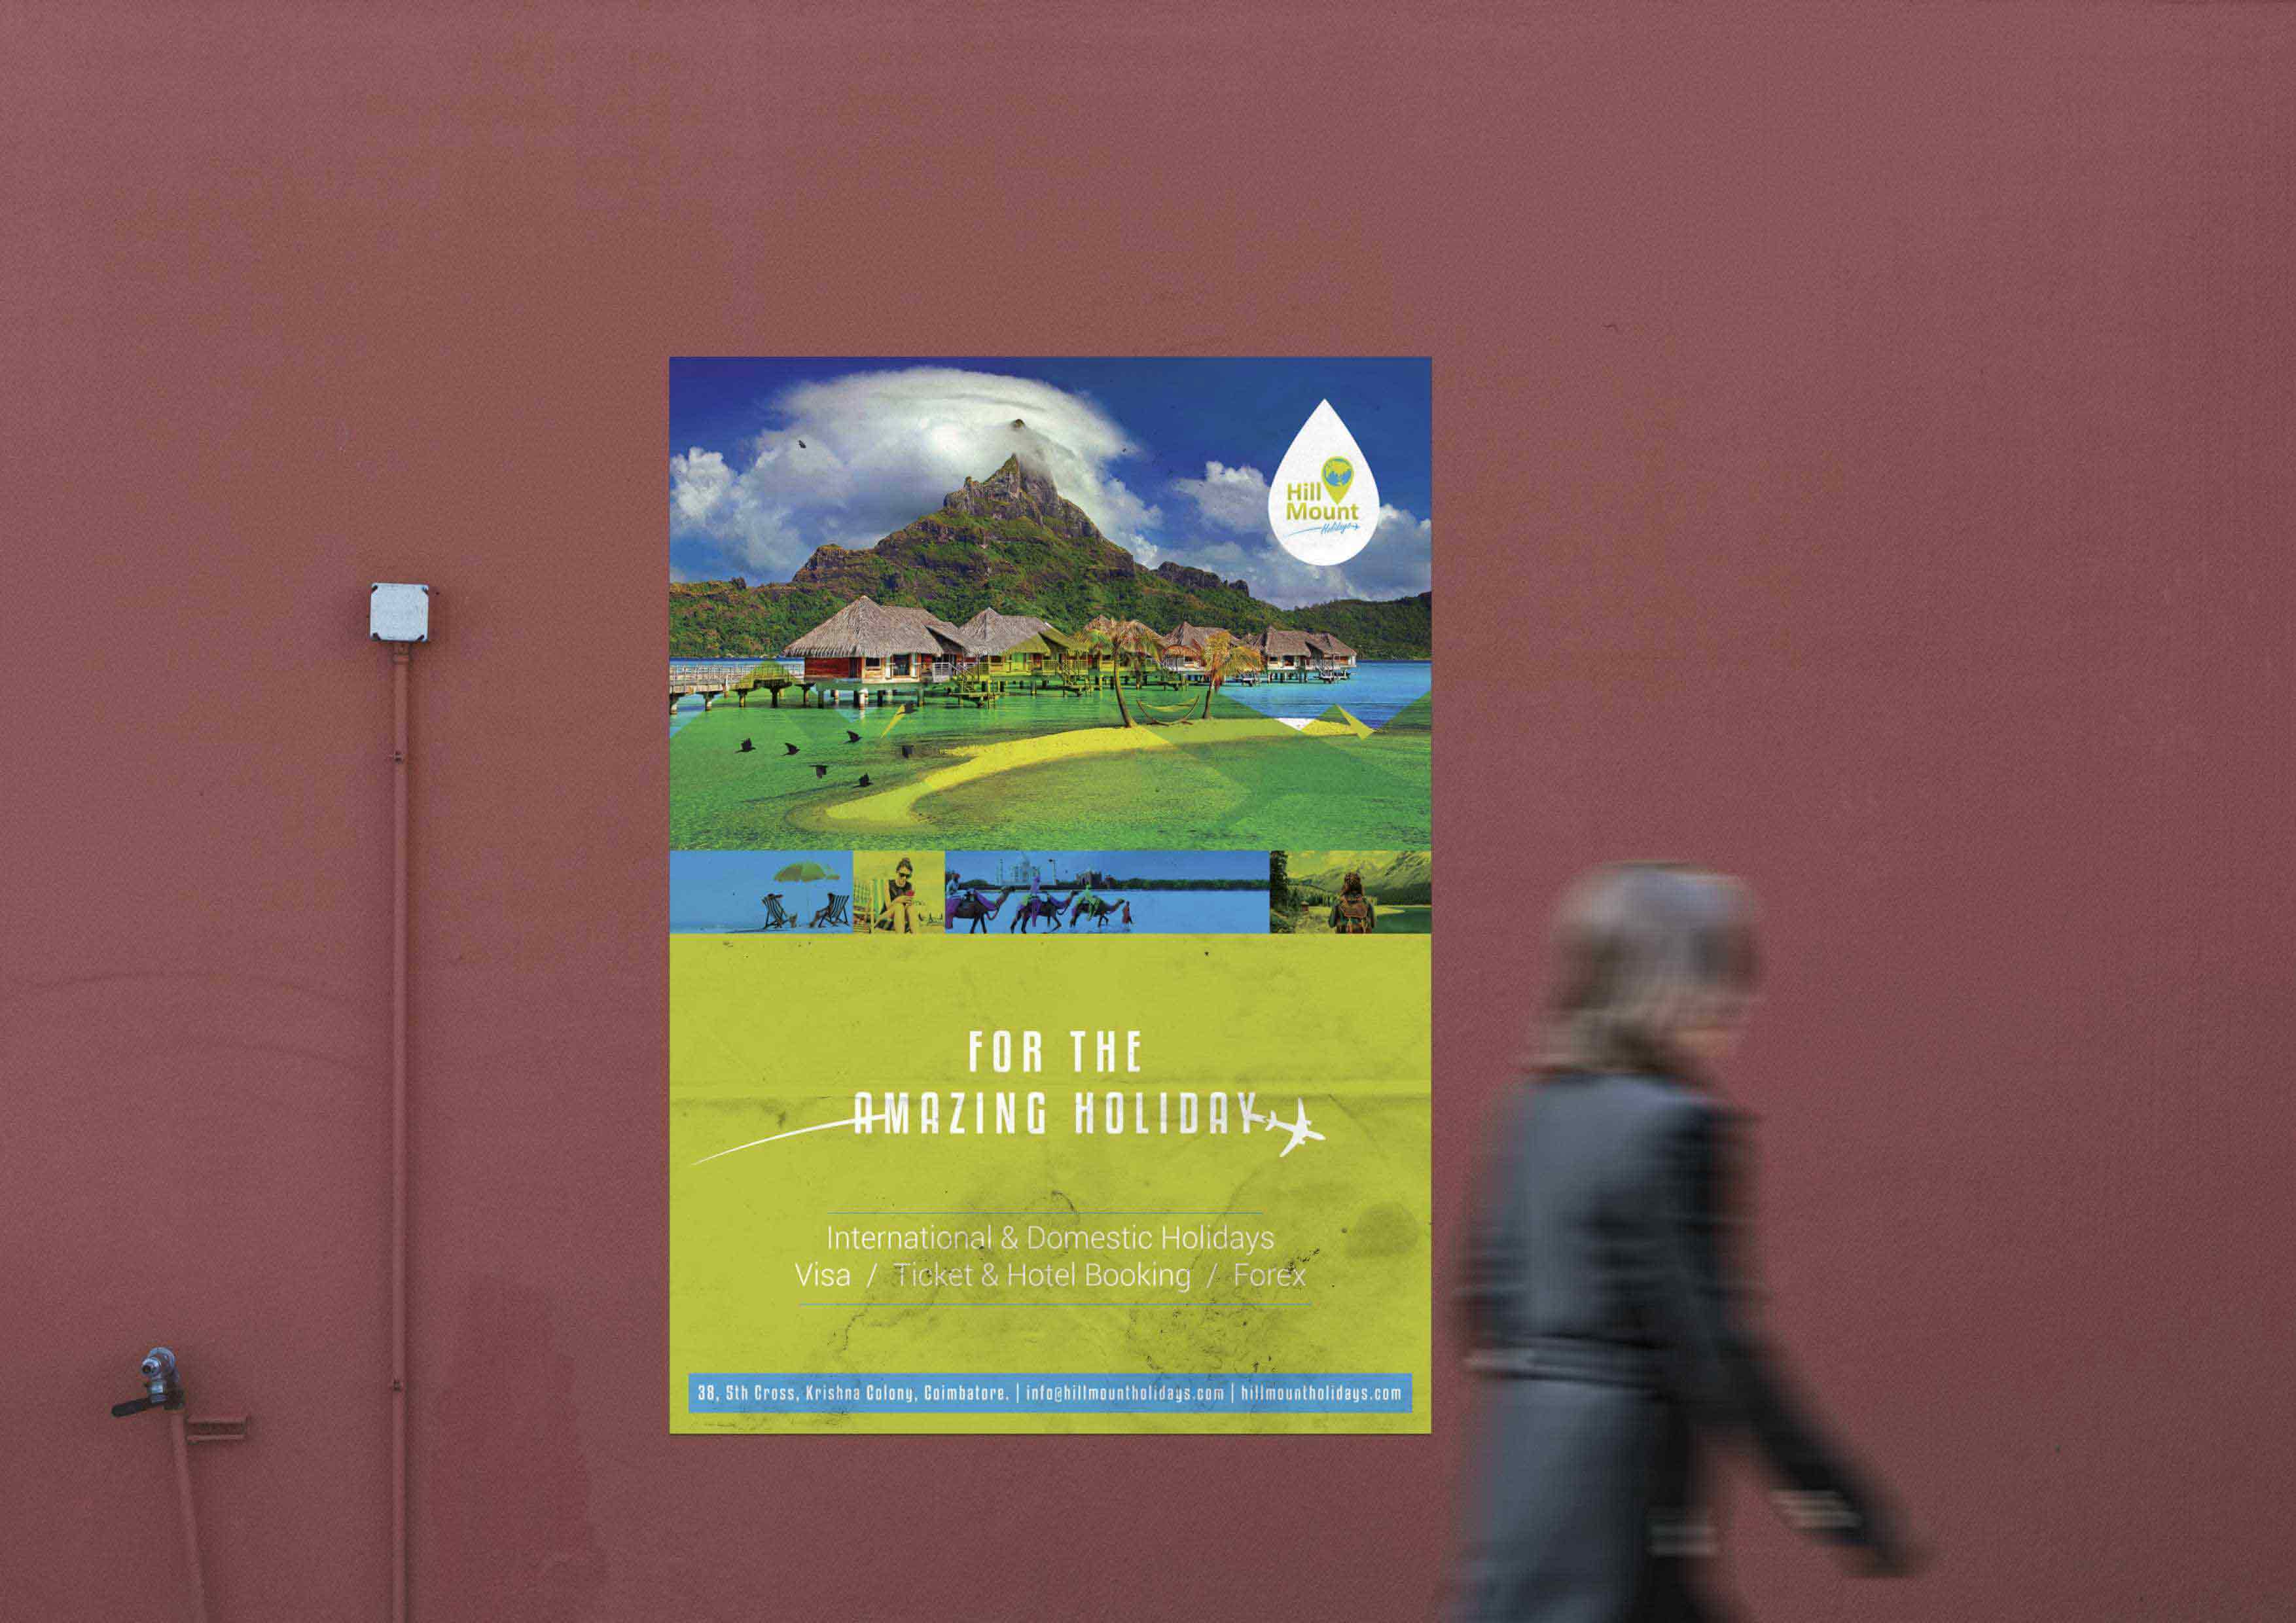 Hill
Mount
Holidays
FOR THE
AMAZING HOLIDAY
International & Domestic Holidays
Visa / Ticket & Hotel Booking / Forex
38, 5th Cross, Krishna Colony, Coimbatore. | info@hillmountholidays.com | hillmountholidays.com